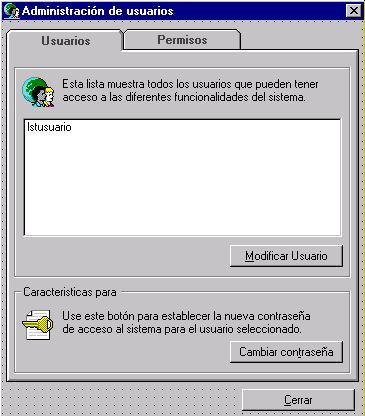 Administración de usuarios
Usuarios
Permisos
Esta lista muestra todos los usuarios que pueden tener
acceso a las diferentes funcionalidades del sistema.
lstusuario
Modificar Usuario
Caracteristicas para
Use este botón para establecer la nueva contraseña
de acceso al sistema para el usuario seleccionado.
Cambiar contraseña
Cerrar